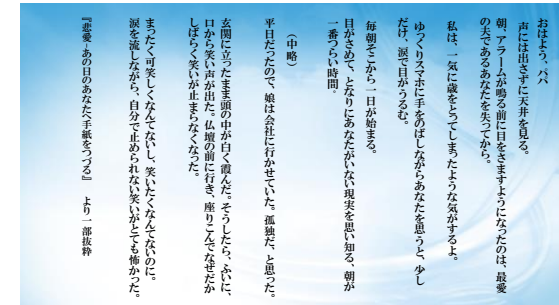 おはよう、パパ
声には出さずに天井を見る。
朝、アラームが鳴る前に目をさますようになったのは、最愛
の夫であるあなたを失ってから。
私は、一気に歳をとってしまったような気がするよ。
ゆっくりスマホに手をのばしながらあなたを思うと、少し
だけ、涙で目がうるむ。
毎朝そこから一日が始まる。
目がさめて、となりにあなたがいない現実を思い知る、朝が
一番つらい時間。
（中略）
平日だったので、娘は会社に行かせていた。孤独だ、と思った。
玄関に立ったまま頭の中が白く霞んだ。そうしたら、ふいに、
口から笑い声が出た。仏壇の前に行き、座りこんでなぜだか
しばらく笑いが止まらなくなった。
まったく可笑しくなんてないし、笑いたくなんてないのに。
涙を流しながら、自分で止められない笑いがとても怖かった。
『恋愛-あの日のあなたへ手紙をつづる』　より一部抜粋